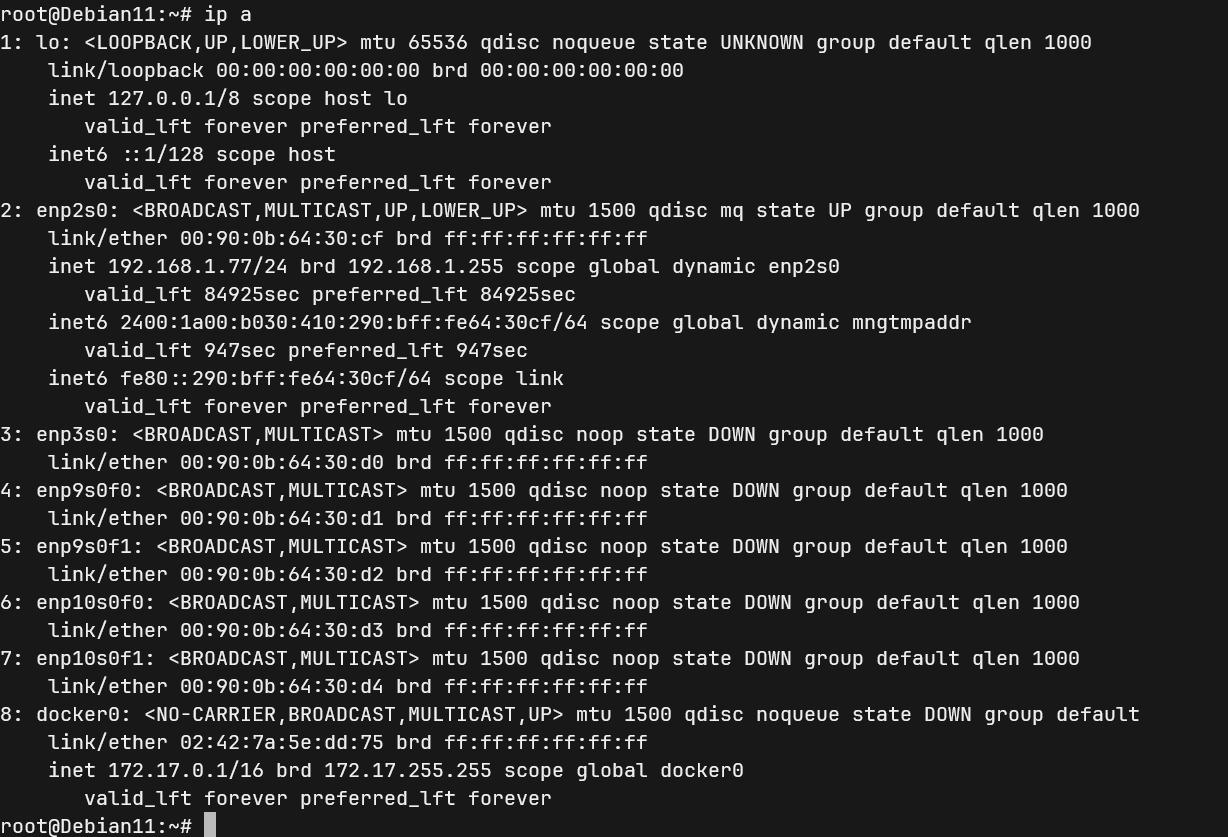 root@Debian11:~# ip a
1: lo: <LOOPBACK,UP,LOWER_UP> mtu 65536 qdisc noqueue state UNKNOWN group default qlen 1000
    link/loopback 00:00:00:00:00:00 brd 00:00:00:00:00:00
    inet 127.0.0.1/8 scope host lo
       valid_lft forever preferred_lft forever
    inet6 ::1/128 scope host
       valid_lft forever preferred_lft forever
2: enp2s0: <BROADCAST,MULTICAST,UP,LOWER_UP> mtu 1500 qdisc mq state UP group default qlen 1000
    link/ether 00:90:0b:64:30:cf brd ff:ff:ff:ff:ff:ff
    inet 192.168.1.77/24 brd 192.168.1.255 scope global dynamic enp2s0
       valid_lft 84925sec preferred_lft 84925sec
    inet6 2400:1a00:b030:410:290:bff:fe64:30cf/64 scope global dynamic mngtmpaddr
       valid_lft 947sec preferred_lft 947sec
    inet6 fe80::290:bff:fe64:30cf/64 scope link
       valid_lft forever preferred_lft forever
3: enp3s0: <BROADCAST,MULTICAST> mtu 1500 qdisc noop state DOWN group default qlen 1000
    link/ether 00:90:0b:64:30:d0 brd ff:ff:ff:ff:ff:ff
4: enp9s0f0: <BROADCAST,MULTICAST> mtu 1500 qdisc noop state DOWN group default qlen 1000
    link/ether 00:90:0b:64:30:d1 brd ff:ff:ff:ff:ff:ff
5: enp9s0f1: <BROADCAST,MULTICAST> mtu 1500 qdisc noop state DOWN group default qlen 1000
    link/ether 00:90:0b:64:30:d2 brd ff:ff:ff:ff:ff:ff
6: enp10s0f0: <BROADCAST,MULTICAST> mtu 1500 qdisc noop state DOWN group default qlen 1000
    link/ether 00:90:0b:64:30:d3 brd ff:ff:ff:ff:ff:ff
7: enp10s0f1: <BROADCAST,MULTICAST> mtu 1500 qdisc noop state DOWN group default qlen 1000
    link/ether 00:90:0b:64:30:d4 brd ff:ff:ff:ff:ff:ff
8: docker0: <NO-CARRIER,BROADCAST,MULTICAST,UP> mtu 1500 qdisc noqueue state DOWN group default
    link/ether 02:42:7a:5e:dd:75 brd ff:ff:ff:ff:ff:ff
    inet 172.17.0.1/16 brd 172.17.255.255 scope global docker0
       valid_lft forever preferred_lft forever
root@Debian11:~#